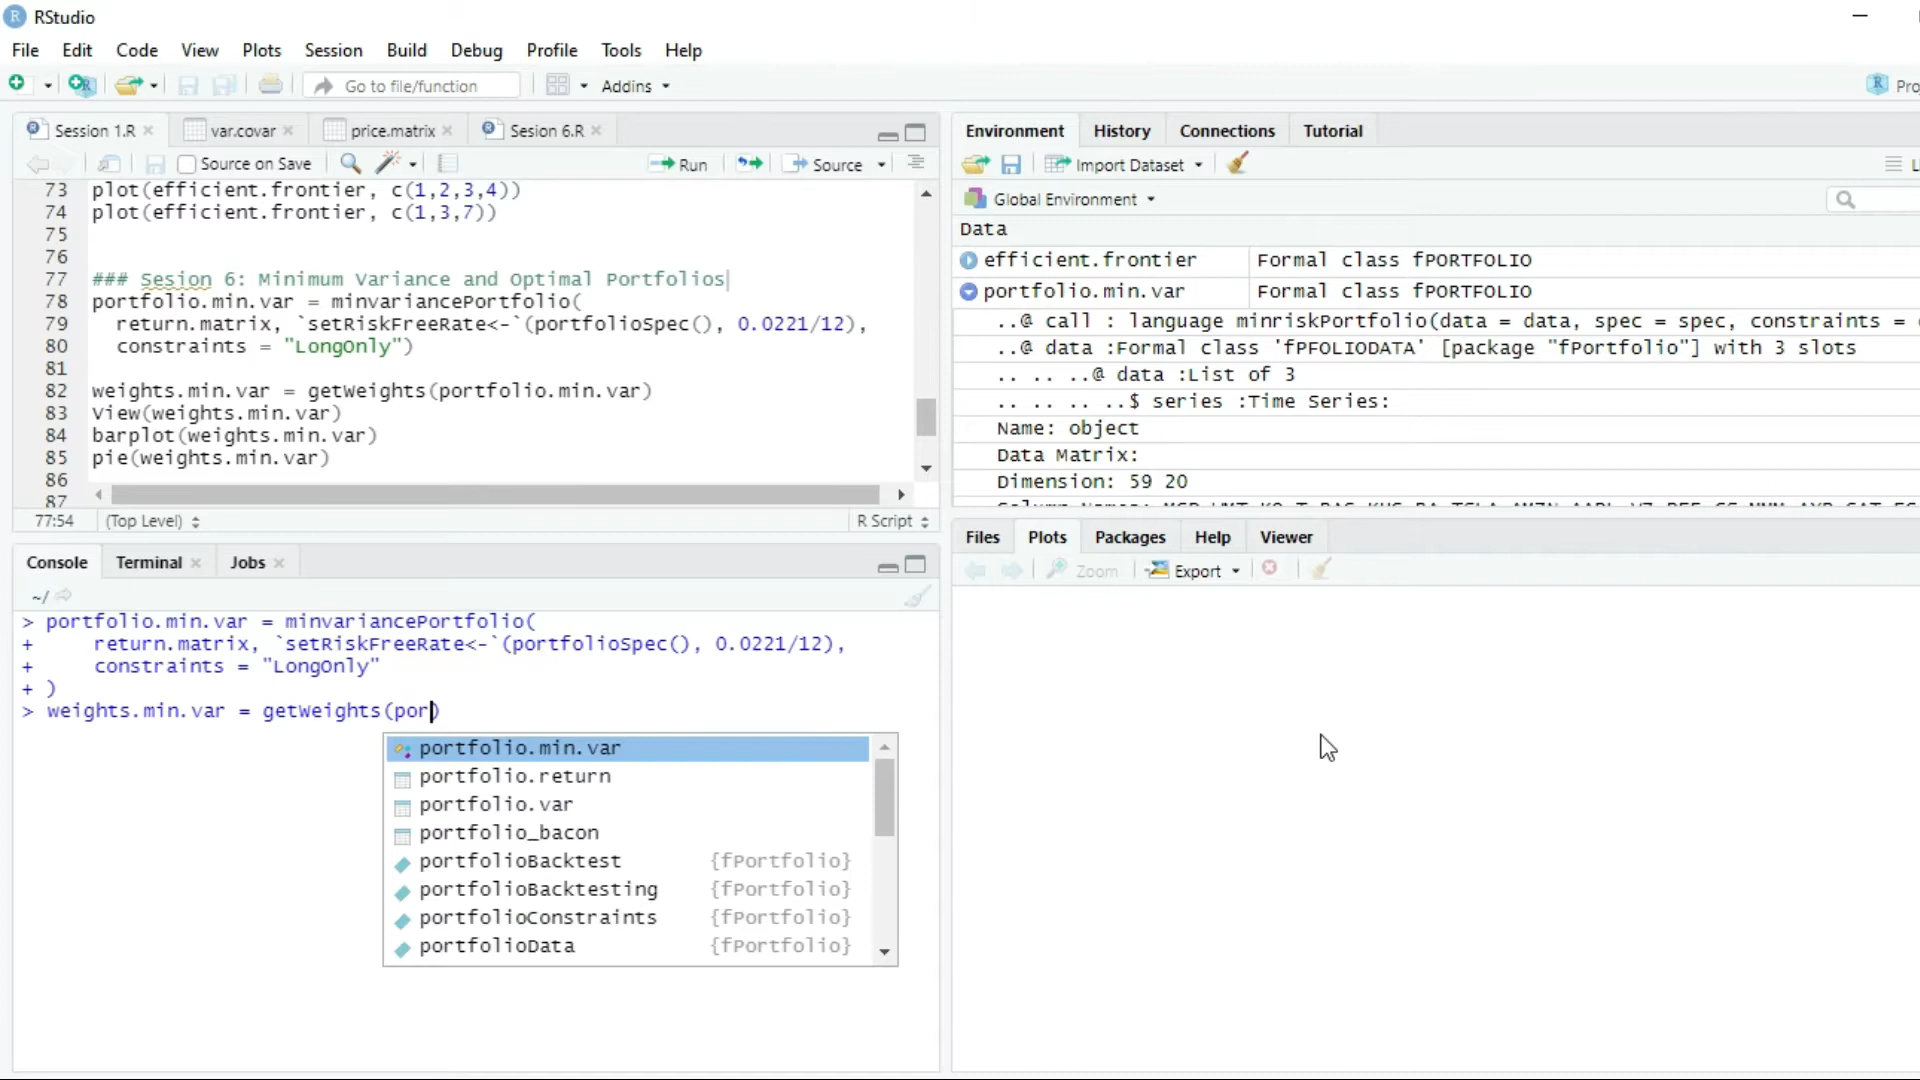 RStudio
File Edit Code View Plots Session Build Debug Profile Tools Help
Go to file/function Addins
Session 1.R var.covar price.matrix Sesion 6.R
Source on Save Run Source
73 plot(efficient.frontier, c(1,2,3,4))
74 plot(efficient.frontier, c(1,3,7))
75
76
77 ### Sesion 6: Minimum Variance and Optimal Portfolios
78 portfolio.min.var = minvariancePortfolio(
79 return.matrix, `setRiskFreeRate<-`(portfolioSpec(), 0.0221/12),
80 constraints = "LongOnly")
81
82 weights.min.var = getWeights(portfolio.min.var)
83 View(weights.min.var)
84 barplot(weights.min.var)
85 pie(weights.min.var)
86
87
77:54 (Top Level) R Script
Console Terminal Jobs
~/
> portfolio.min.var = minvariancePortfolio(
+ return.matrix, `setRiskFreeRate<-`(portfolioSpec(), 0.0221/12),
+ constraints = "LongOnly"
+ )
> weights.min.var = getWeights(por)
portfolio.min.var
portfolio.return
portfolio.var
portfolio_bacon
portfolioBacktest {fPortfolio}
portfolioBacktesting {fPortfolio}
portfolioConstraints {fPortfolio}
portfolioData {fPortfolio}
Environment History Connections Tutorial
Import Dataset
Global Environment
Data
efficient.frontier Formal class fPORTFOLIO
portfolio.min.var Formal class fPORTFOLIO
..@ call : language minriskPortfolio(data = data, spec = spec, constraints =
..@ data :Formal class 'fPFOLIODATA' [package "fPortfolio"] with 3 slots
.. .. ..@ data :List of 3
.. .. .. ..$ series :Time Series:
Name: object
Data Matrix:
Dimension: 59 20
Files Plots Packages Help Viewer
Zoom Export